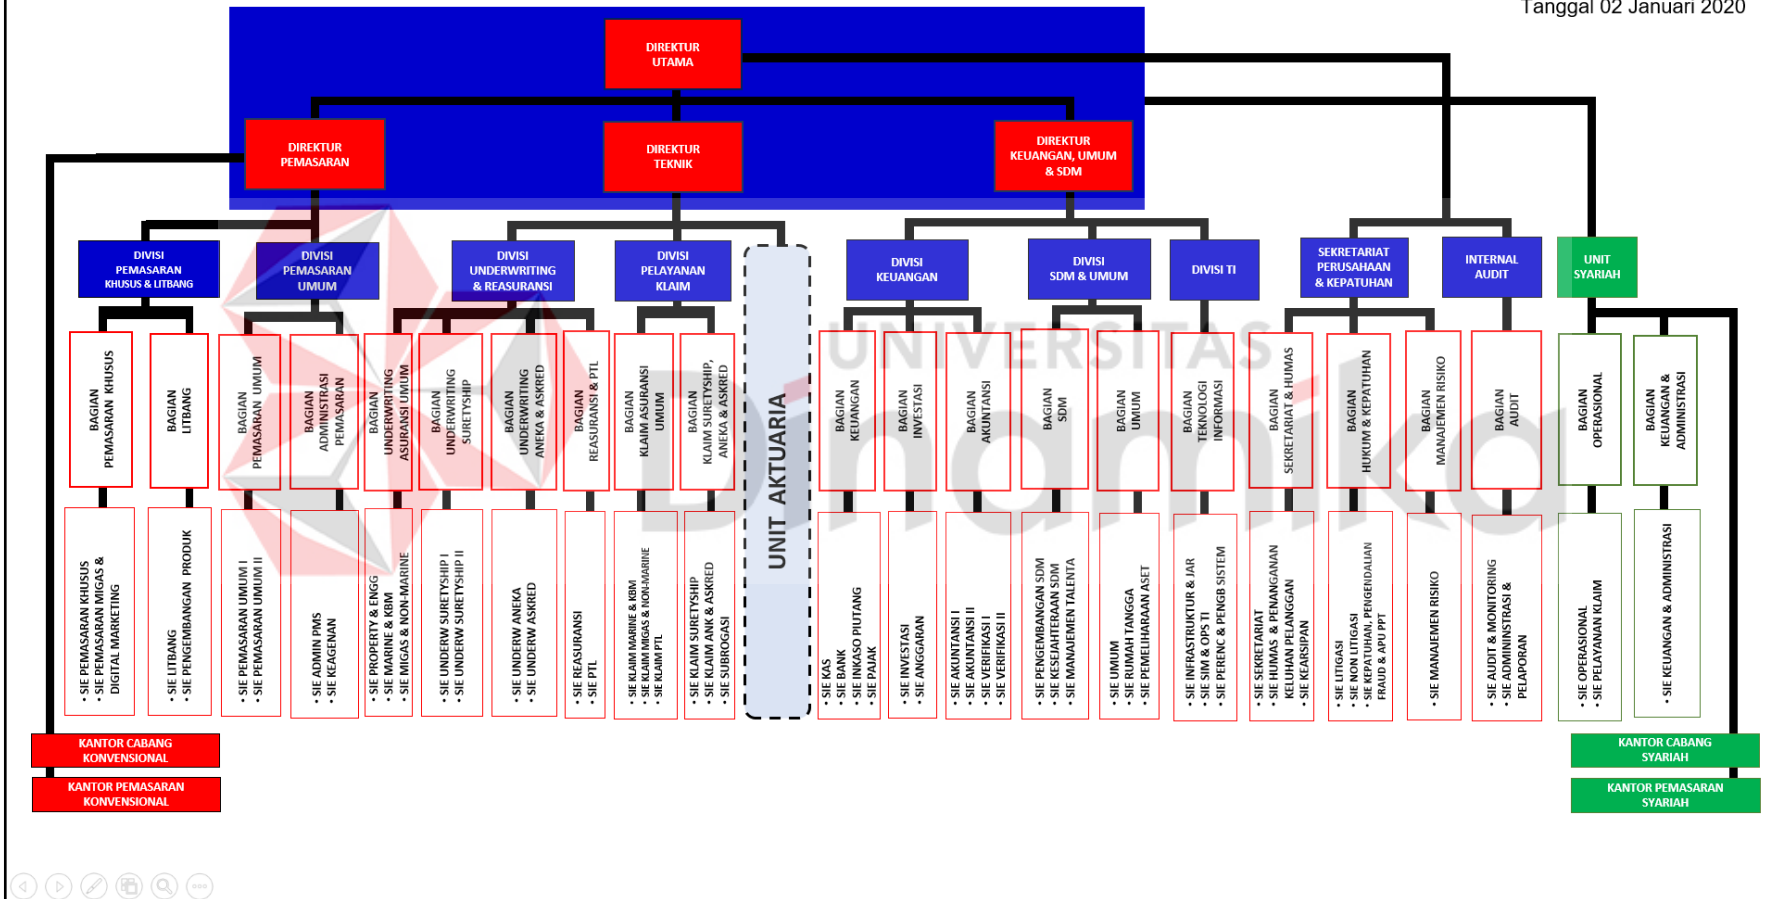 Tanggal 02 Januari 2020
DIREKTUR
UTAMA
DIREKTUR
PEMASARAN
DIREKTUR
TEKNIK
DIREKTUR
KEUANGAN, UMUM
& SDM
DIVISI
PEMASARAN
KHUSUS & LITBANG
DIVISI
PEMASARAN
UMUM
DIVISI
UNDERWRITING
& REASURANSI
DIVISI
PELAYANAN
KLAIM
UNIT AKTUARIA
DIVISI
KEUANGAN
DIVISI
SDM & UMUM
DIVISI TI
SEKRETARIAT
PERUSAHAAN
& KEPATUHAN
INTERNAL
AUDIT
UNIT
SYARIAH
BAGIAN
PEMASARAN KHUSUS
BAGIAN
LITBANG
BAGIAN
PEMASARAN UMUM
BAGIAN
ADMINISTRASI
PEMASARAN
BAGIAN
UNDERWRITING
ASURANSI UMUM
BAGIAN
UNDERWRITING
SURETYSHIP
BAGIAN
UNDERWRITING
ANEKA & ASKRED
BAGIAN
REASURANSI & PTL
BAGIAN
KLAIM ASURANSI
UMUM
BAGIAN
KLAIM SURETYSHIP,
ANEKA & ASKRED
BAGIAN
KEUANGAN
BAGIAN
INVESTASI
BAGIAN
AKUNTANSI
BAGIAN
SDM
BAGIAN
UMUM
BAGIAN
TEKNOLOGI
INFORMASI
BAGIAN
SEKRETARIAT & HUMAS
BAGIAN
HUKUM & KEPATUHAN
BAGIAN
MANAJEMEN RISIKO
BAGIAN
AUDIT
BAGIAN
OPERASIONAL
BAGIAN
KEUANGAN &
ADMINISTRASI
• SIE PEMASARAN KHUSUS
• SIE PEMASARAN MIGAS &
DIGITAL MARKETING
• SIE LITBANG
• SIE PENGEMBANGAN PRODUK
• SIE PEMASARAN UMUM I
• SIE PEMASARAN UMUM II
• SIE ADMIN PMS
• SIE KEAGENAN
• SIE PROPERTY & ENGG
• SIE MARINE & KBM
• SIE MIGAS & NON-MARINE
• SIE UNDERW SURETYSHIP I
• SIE UNDERW SURETYSHIP II
• SIE UNDERW ANEKA
• SIE UNDERW ASKRED
• SIE REASURANSI
• SIE PTL
• SIE KLAIM MARINE & KBM
• SIE KLAIM MIGAS & NON-MARINE
• SIE KLAIM PTL
• SIE KLAIM SURETYSHIP
• SIE KLAIM ANK & ASKRED
• SIE SUBROGASI
• SIE KAS
• SIE BANK
• SIE INKASO PIUTANG
• SIE PAJAK
• SIE INVESTASI
• SIE ANGGARAN
• SIE AKUNTANSI I
• SIE AKUNTANSI II
• SIE VERIFIKASI I
• SIE VERIFIKASI II
• SIE PENGEMBANGAN SDM
• SIE KESEJAHTERAAN SDM
• SIE MANAJEMEN TALENTA
• SIE UMUM
• SIE RUMAH TANGGA
• SIE PEMELIHARAAN ASET
• SIE INFRASTRUKTUR & JAR
• SIE SIM & OPS TI
• SIE PERENC & PENGB SISTEM
• SIE SEKRETARIAT
• SIE HUMAS & PENANGANAN
KELUHAN PELANGGAN
• SIE KEARSIPAN
• SIE LITIGASI
• SIE NON LITIGASI
• SIE KEPATUHAN, PENGENDALIAN
FRAUD & APU PPT
• SIE MANAJEMEN RISIKO
• SIE AUDIT & MONITORING
• SIE ADMINISTRASI &
PELAPORAN
• SIE OPERASIONAL
• SIE PELAYANAN KLAIM
• SIE KEUANGAN & ADMINISTRASI
KANTOR CABANG
KONVENSIONAL
KANTOR PEMASARAN
KONVENSIONAL
KANTOR CABANG
SYARIAH
KANTOR PEMASARAN
SYARIAH
UNIVERSITAS
Dinamika